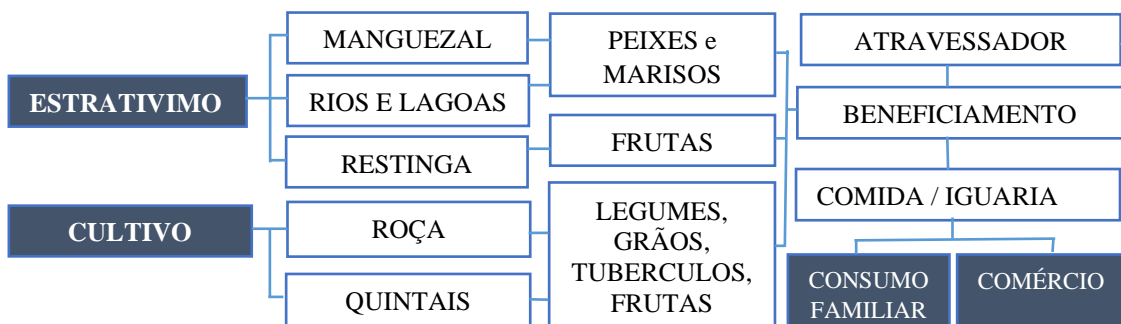 ESTRATIVIMO
MANGUEZAL
RIOS E LAGOAS
RESTINGA
PEIXES e
MARISOS
FRUTAS
CULTIVO
ROÇA
QUINTAIS
LEGUMES,
GRÃOS,
TUBERCULOS,
FRUTAS
ATRAVESSADOR
BENEFICIAMENTO
COMIDA / IGUARIA
CONSUMO
FAMILIAR
COMÉRCIO